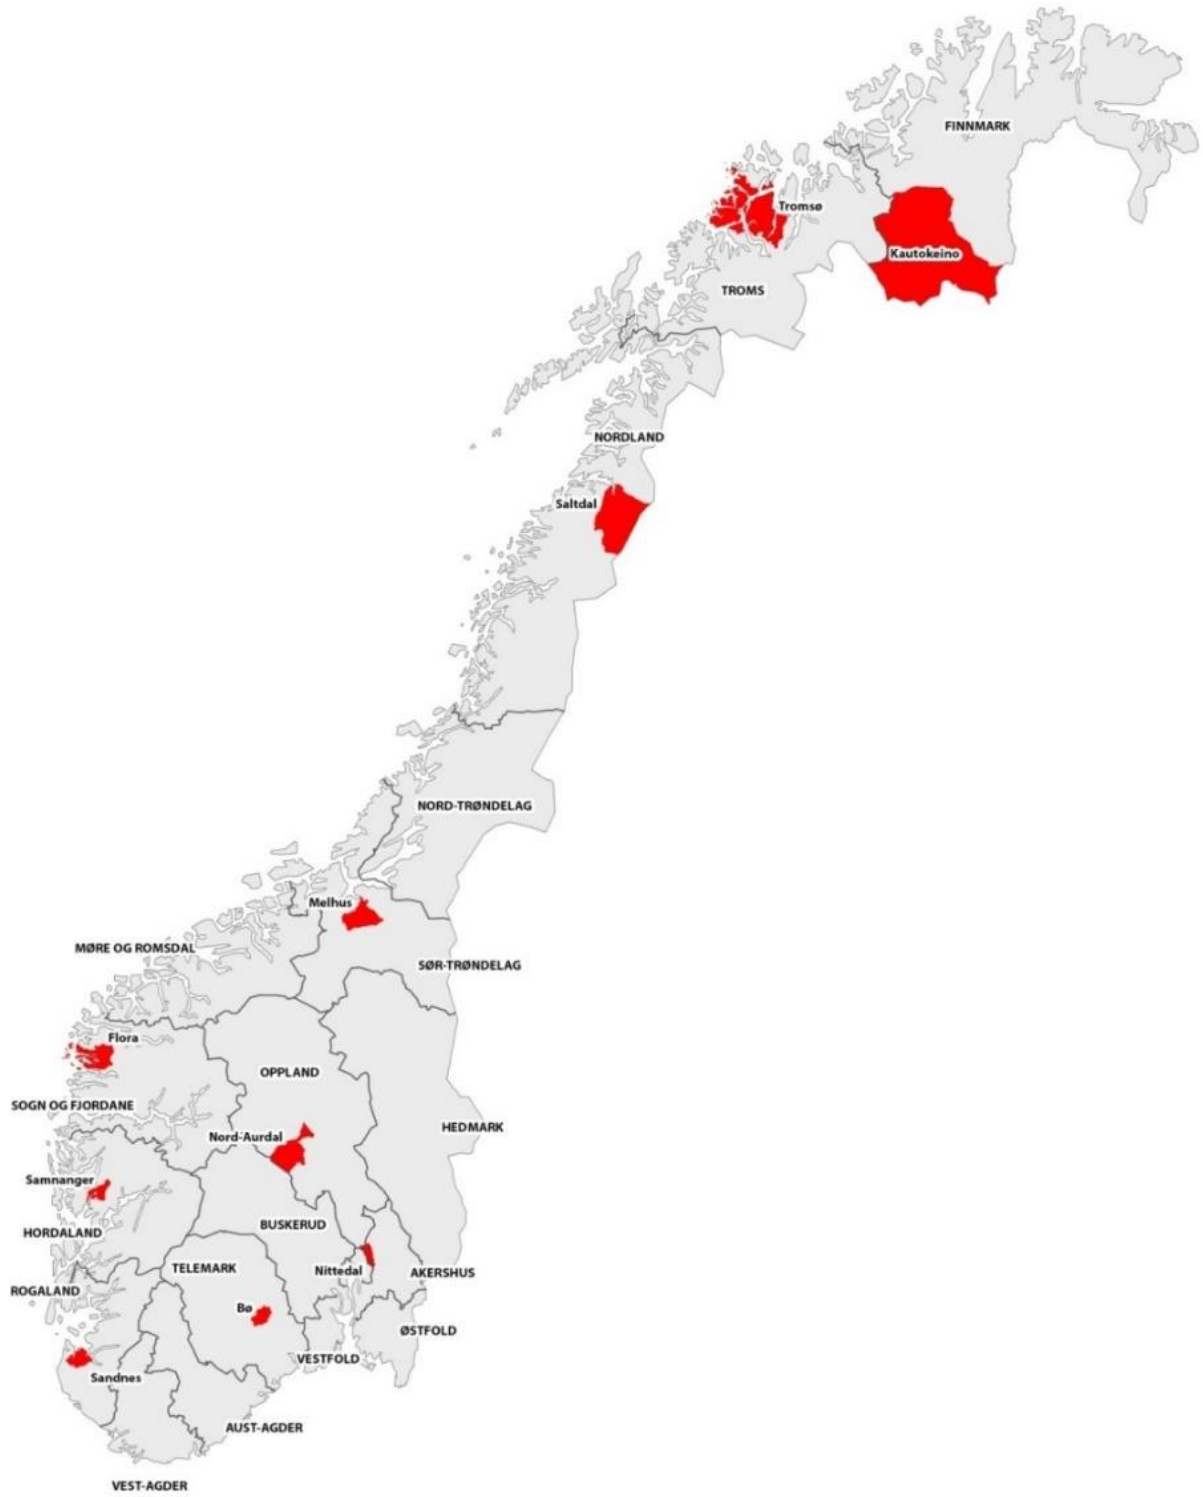 FINNMARK
Tromsø
Kautokeino
TROMS
NORDLAND
Saltdal
NORD-TRØNDELAG
Melhus
MØRE OG ROMSDAL
SØR-TRØNDELAG
Flora
OPPLAND
SOGN OG FJORDANE
HEDMARK
Nord-Aurdal
Samnanger
BUSKERUD
HORDALAND
TELEMARK
Nittedal
AKERSHUS
ROGALAND
Bø
ØSTFOLD
VESTFOLD
Sandnes
AUST-AGDER
VEST-AGDER